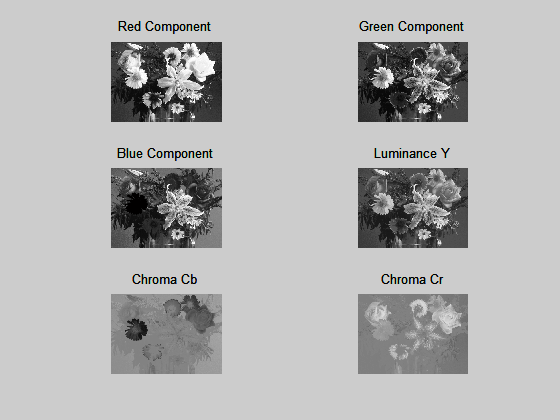 Red Component
Green Component
Blue Component
Luminance Y
Chroma Cb
Chroma Cr